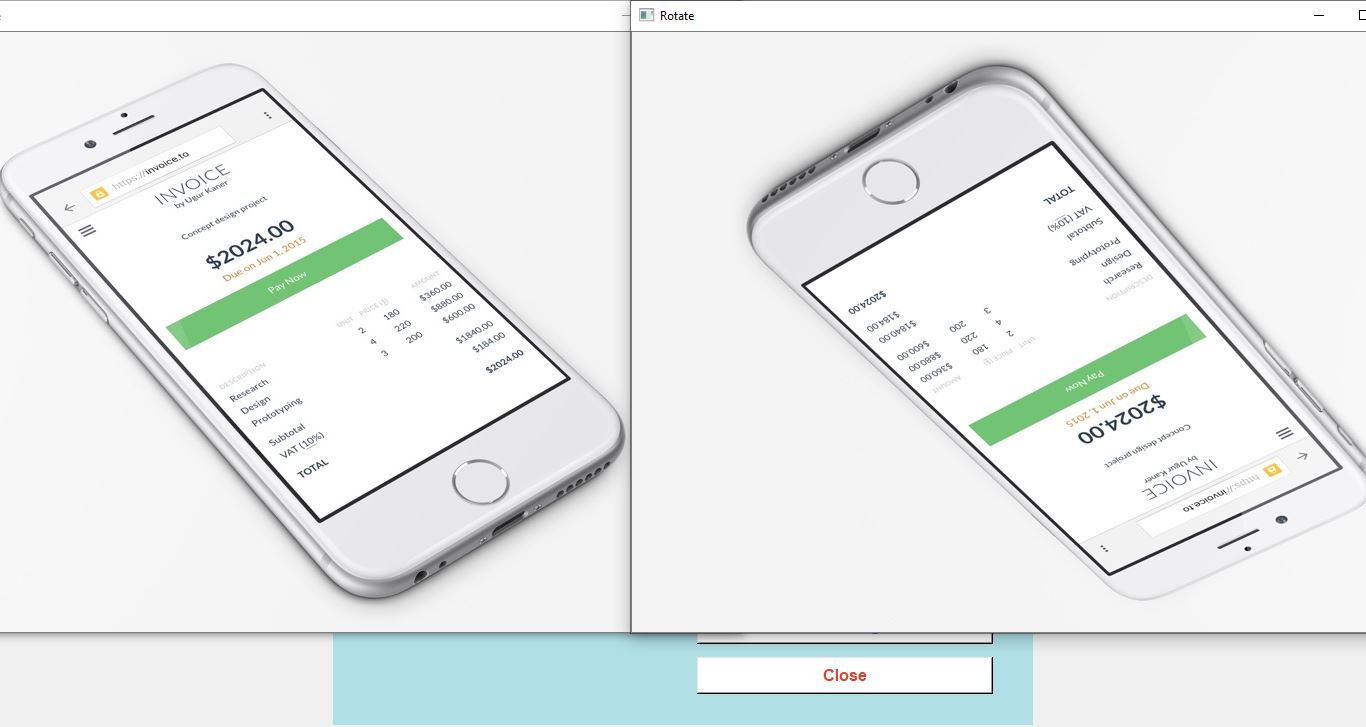 Rotate
https://invoice.to
INVOICE
by Ugur Kaner
Concept design project
$2024.00
Due on Jun 1, 2015
Pay Now
DESCRIPTION UNIT PRICE ($) AMOUNT
Research 2 180 $360.00
Design 4 220 $880.00
Prototyping 3 200 $600.00
Subtotal $1840.00
VAT (10%) $184.00
TOTAL $2024.00
https://invoice.to
INVOICE
by Ugur Kaner
Concept design project
$2024.00
Due on Jun 1, 2015
Pay Now
DESCRIPTION UNIT PRICE ($) AMOUNT
Research 2 180 $360.00
Design 4 220 $880.00
Prototyping 3 200 $600.00
Subtotal $1840.00
VAT (10%) $184.00
TOTAL $2024.00
Close